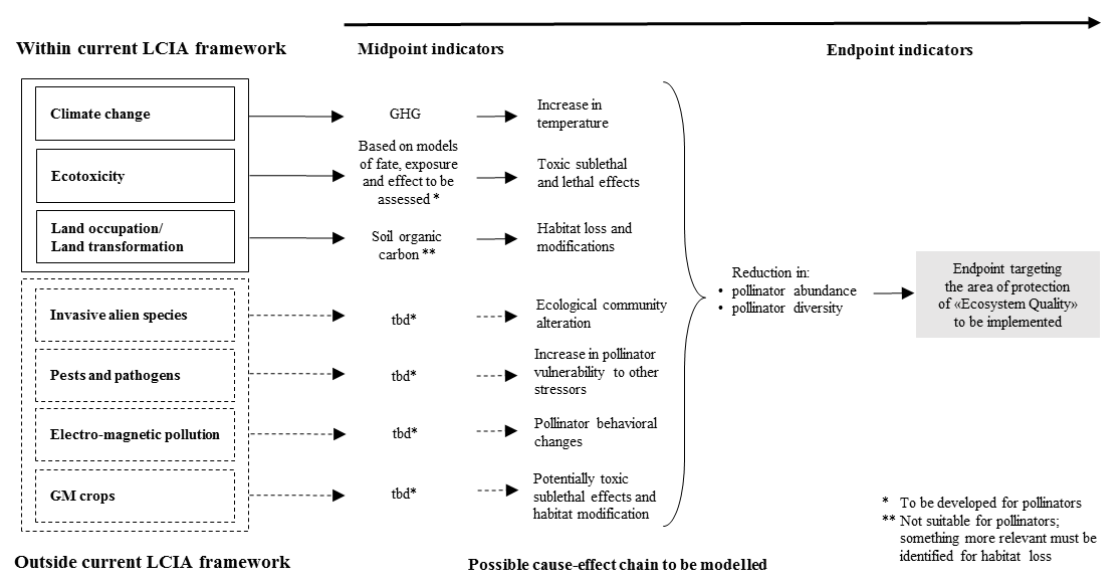 Within current LCIA framework
Midpoint indicators
Endpoint indicators
Climate change
GHG
Increase in
temperature
Ecotoxicity
Based on models
of fate, exposure
and effect to be
assessed *
Toxic sublethal
and lethal effects
Land occupation/
Land transformation
Soil organic
carbon **
Habitat loss and
modifications
Invasive alien species
tbd*
Ecological community
alteration
Pests and pathogens
tbd*
Increase in pollinator
vulnerability to other
stressors
Electro-magnetic pollution
tbd*
Pollinator behavioral
changes
GM crops
tbd*
Potentially toxic
sublethal effects and
habitat modification
Reduction in:
• pollinator abundance
• pollinator diversity
Endpoint targeting
the area of protection
of «Ecosystem Quality»
to be implemented
* To be developed for pollinators
** Not suitable for pollinators;
something more relevant must be
identified for habitat loss
Outside current LCIA framework
Possible cause-effect chain to be modelled